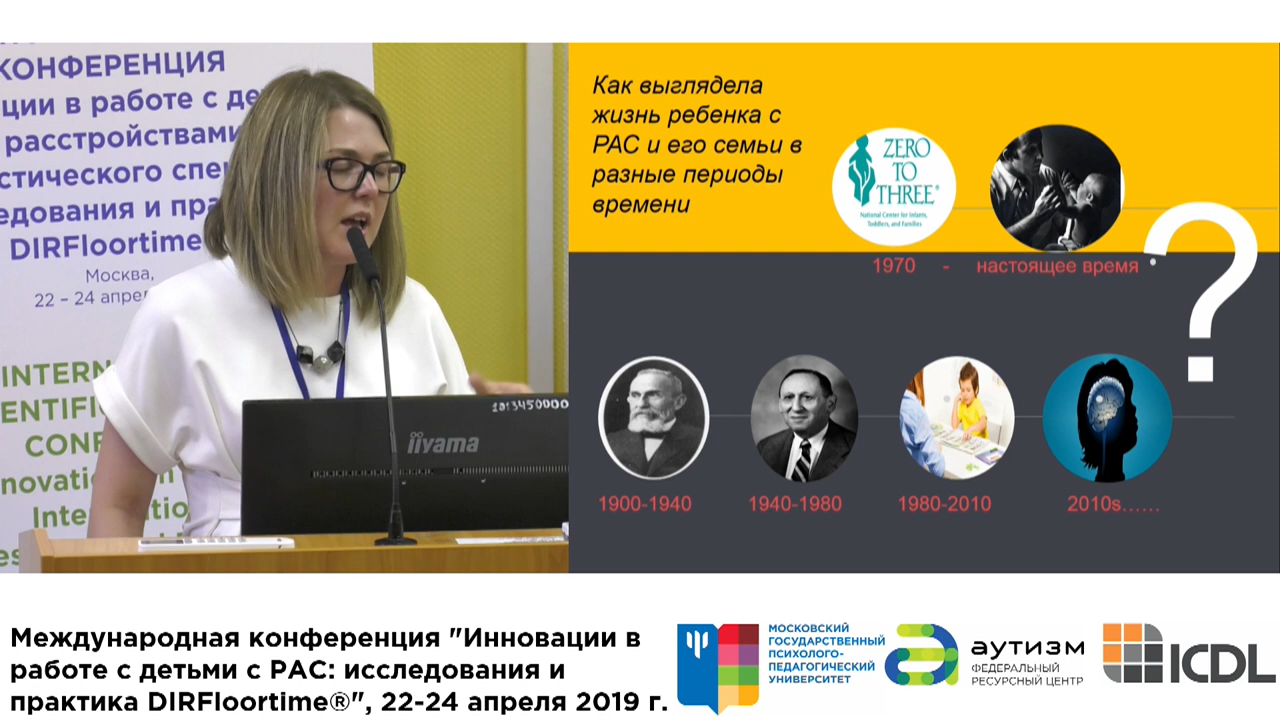 КОНФЕРЕНЦИЯ
ции в работе с де
расстройствами
стического спе
едования и пра
DIRFloortime
Москва,
22 – 24 апре
INTERN
ENTIFI
CONF
novati
Inte
iiyama
Как выглядела
жизнь ребенка с
РАС и его семьи в
разные периоды
времени
ZERO
TO
THREE®
National Center for Infants,
Toddlers, and Families
1970 - настоящее время
?
1900-1940
1940-1980
1980-2010
2010s......
Международная конференция "Инновации в
работе с детьми с РАС: исследования и
практика DIRFloortime®", 22-24 апреля 2019 г.
МОСКОВСКИЙ
ГОСУДАРСТВЕННЫЙ
ПСИХОЛОГО-
ПЕДАГОГИЧЕСКИЙ
УНИВЕРСИТЕТ
аутизм
ФЕДЕРАЛЬНЫЙ
РЕСУРСНЫЙ ЦЕНТР
ICDL